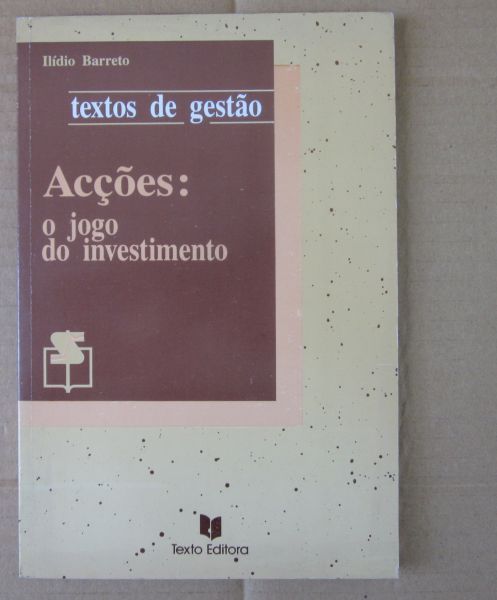 Ilídio Barreto
textos de gestão
Acções:
o jogo
do investimento
Texto Editora